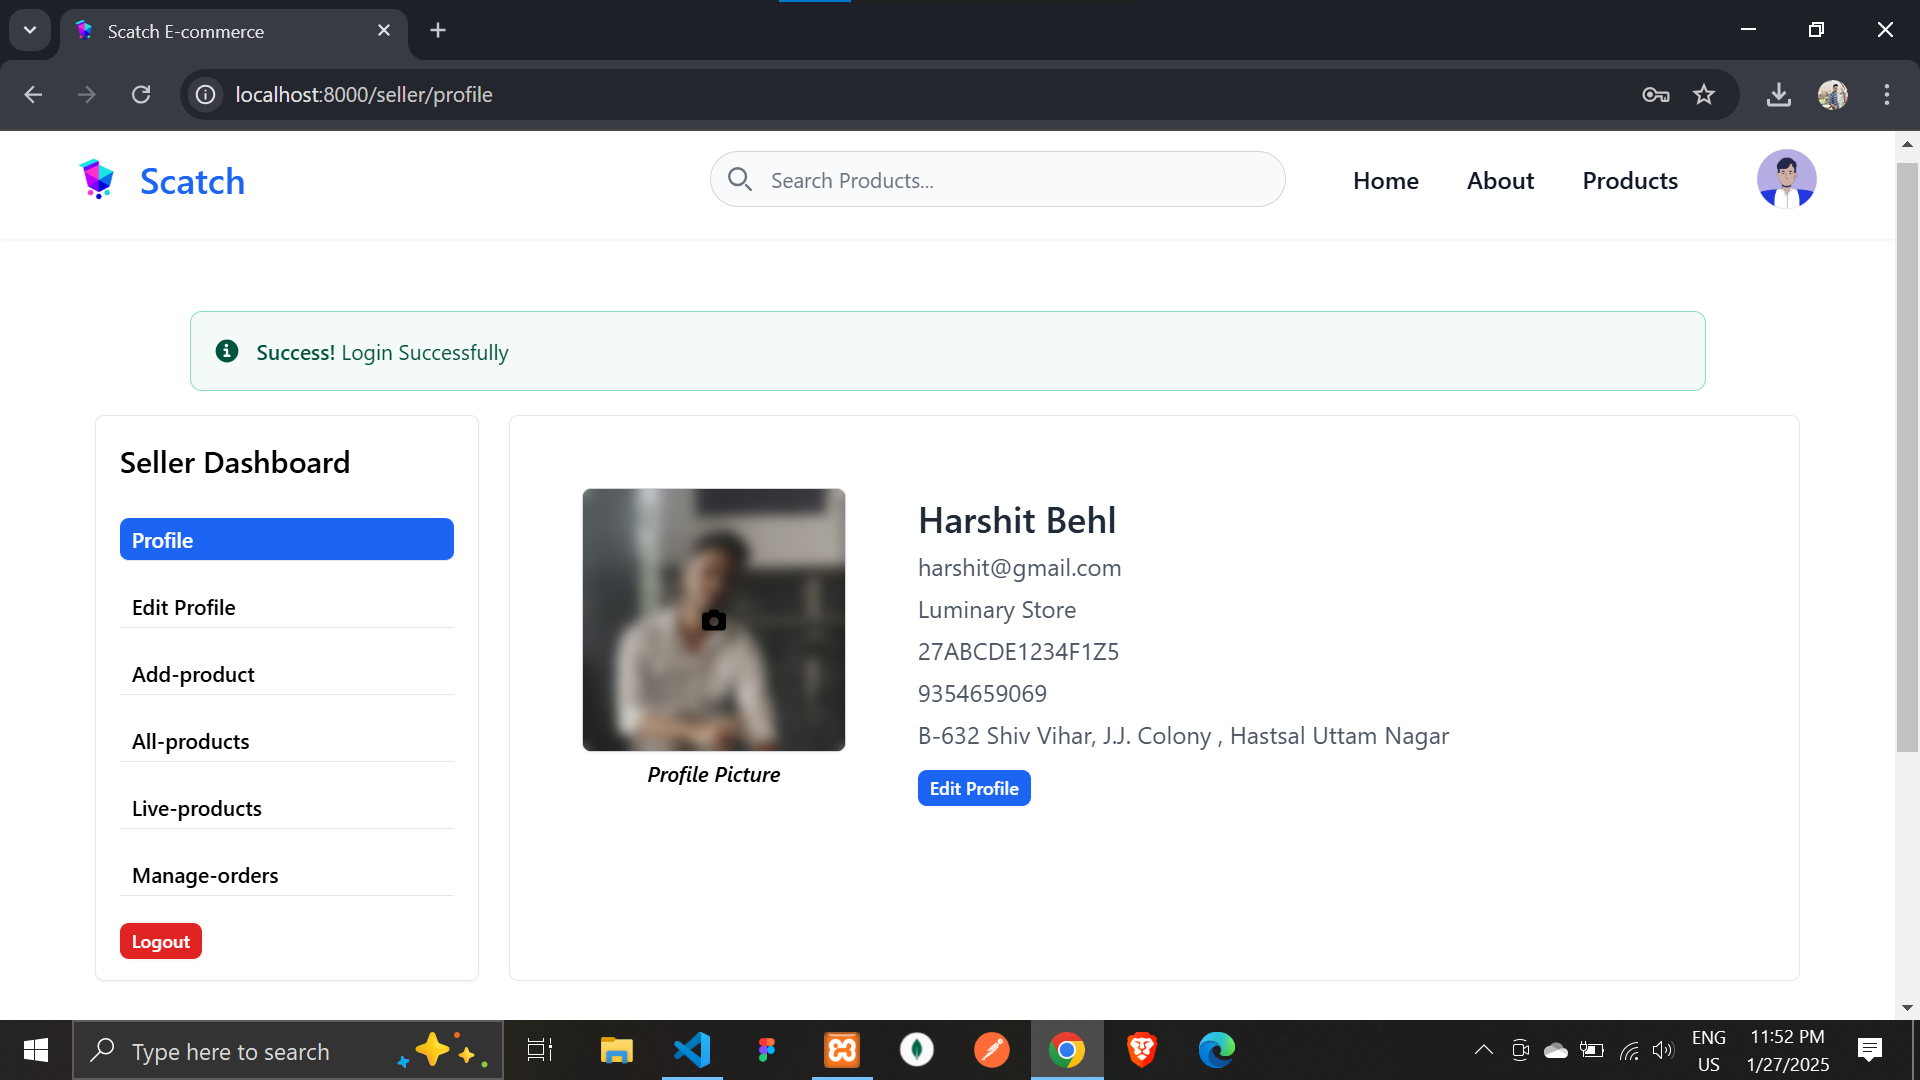 Scatch E-commerce
localhost:8000/seller/profile
Scatch
Search Products...
Home
About
Products
Success! Login Successfully
Seller Dashboard
Profile
Edit Profile
Add-product
All-products
Live-products
Manage-orders
Logout
Profile Picture
Harshit Behl
harshit@gmail.com
Luminary Store
27ABCDE1234F1Z5
9354659069
B-632 Shiv Vihar, J.J. Colony , Hastsal Uttam Nagar
Edit Profile
Type here to search
ENG
US
11:52 PM
1/27/2025